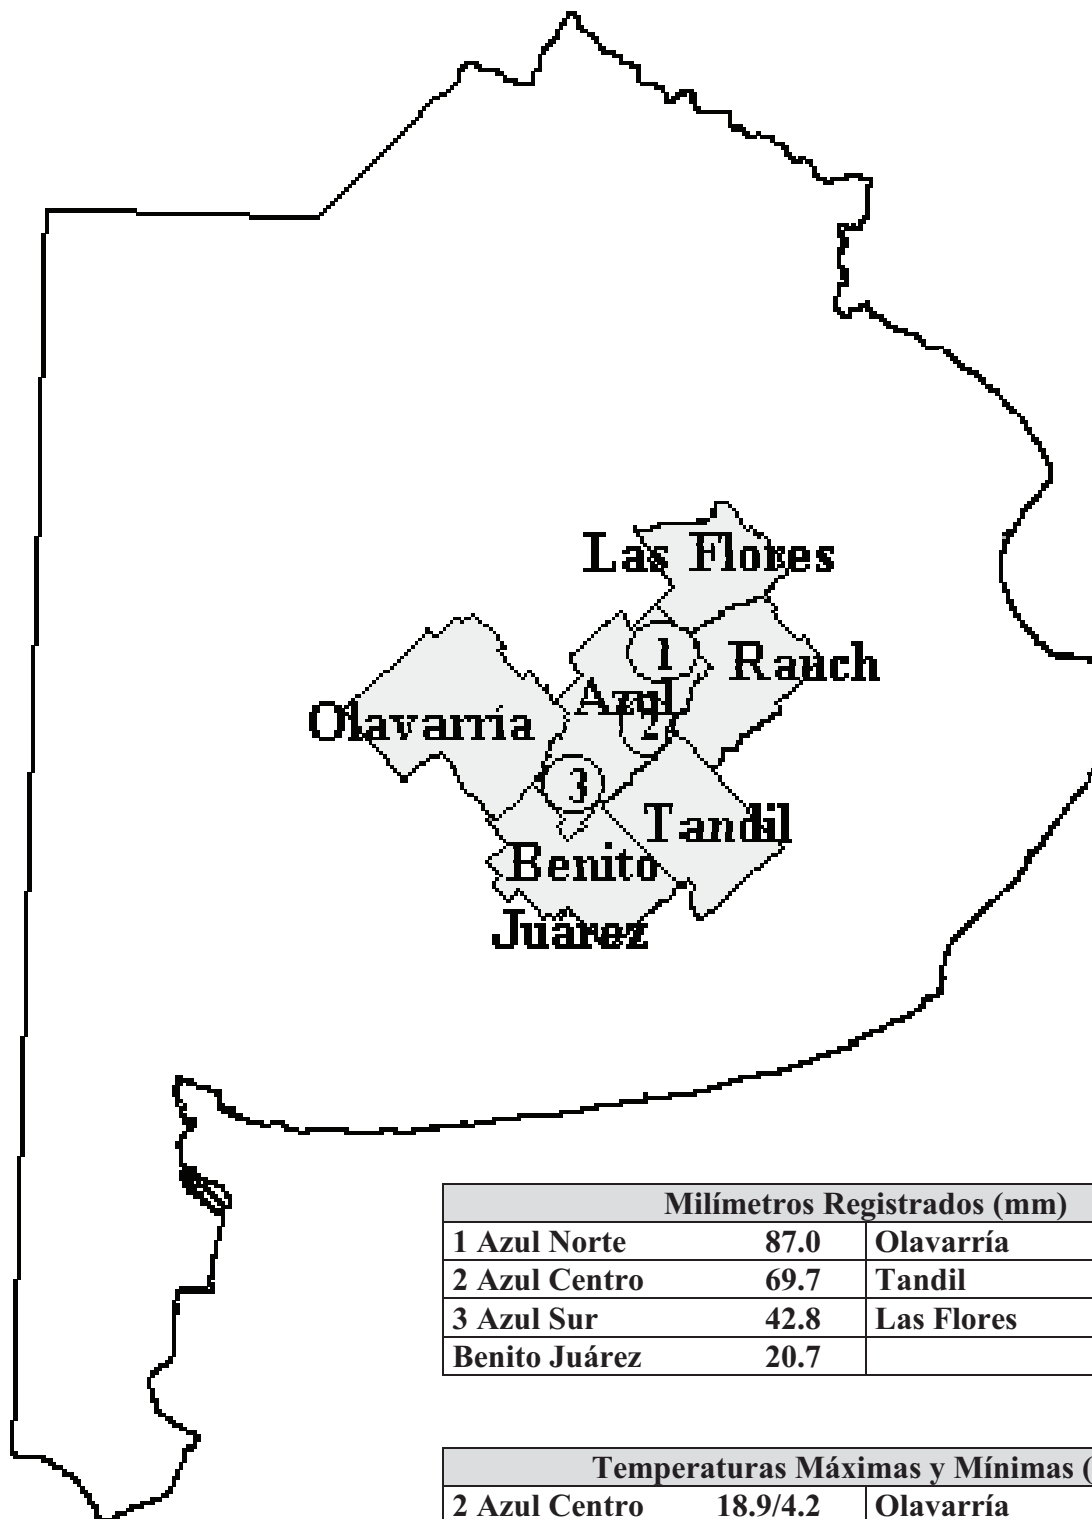 Las Flores
1
Rauch
Azul
Olavarría
2
3
Tandil
Benito
Juárez
Milímetros Registrados (mm)
1 Azul Norte 87.0 Olavarría
2 Azul Centro 69.7 Tandil
3 Azul Sur 42.8 Las Flores
Benito Juárez 20.7
Temperaturas Máximas y Mínimas (
2 Azul Centro 18.9/4.2 Olavarría